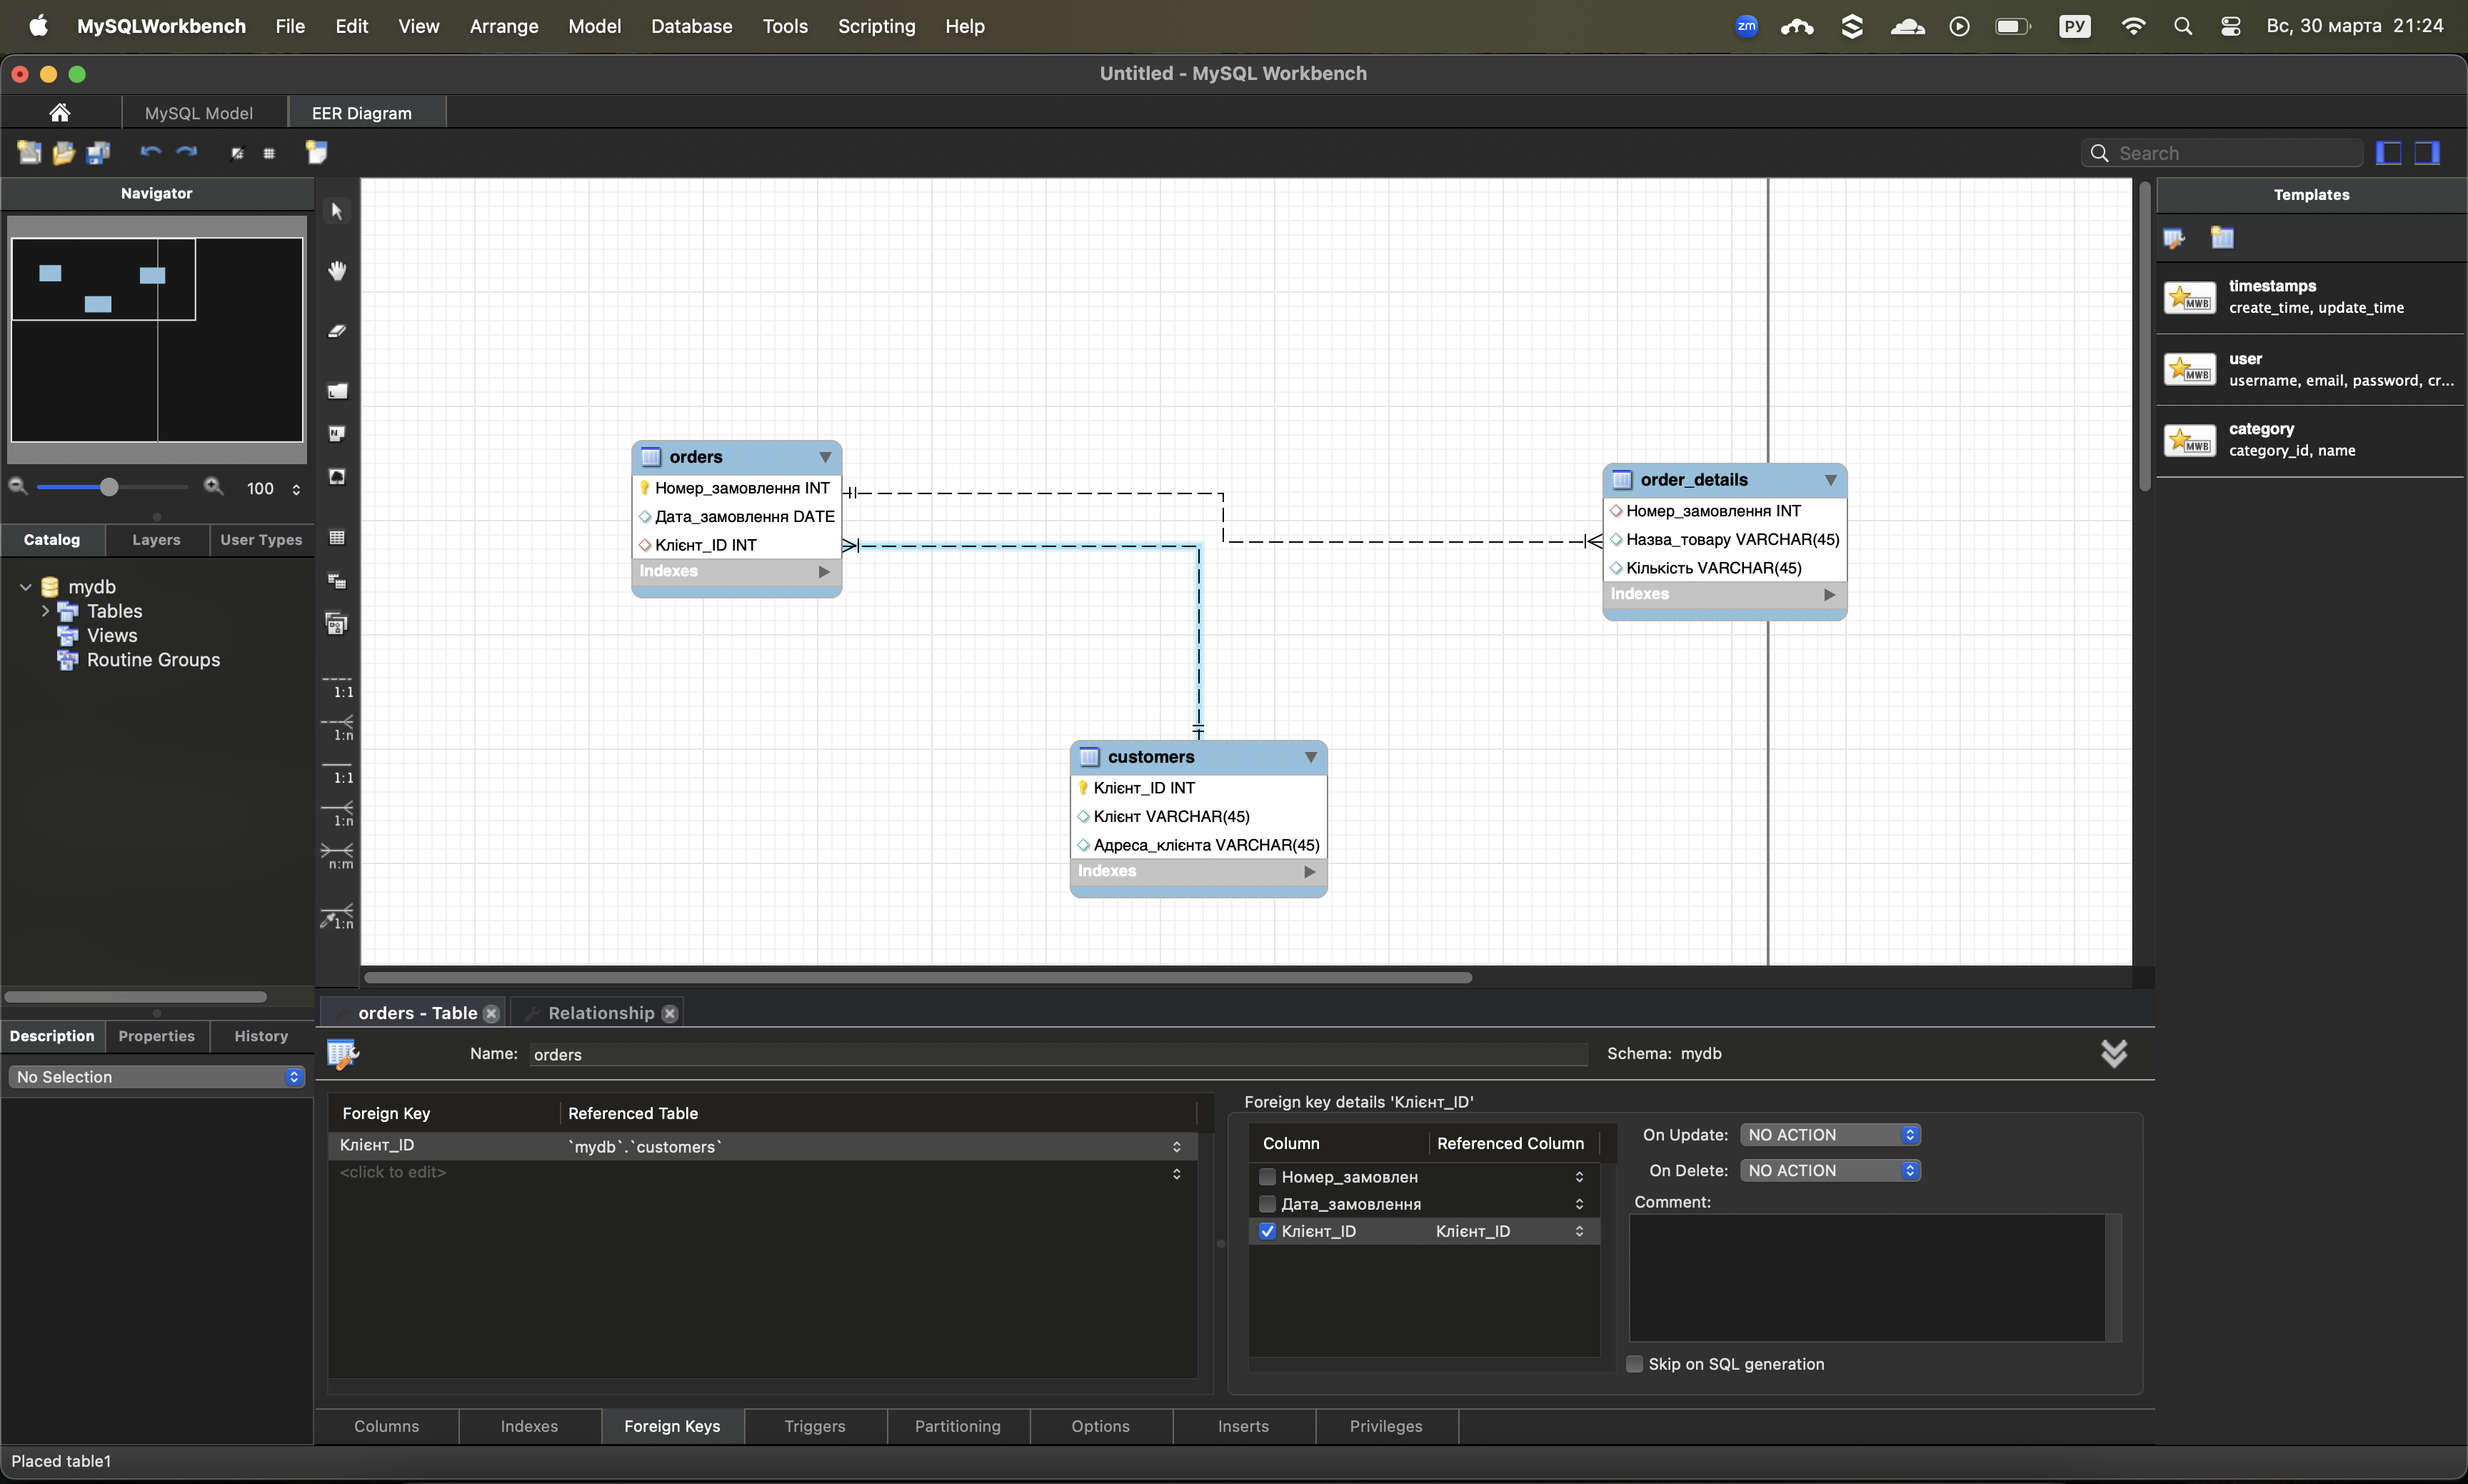 MySQLWorkbench File Edit View Arrange Model Database Tools Scripting Help zm РУ Вс, 30 марта 21:24
Untitled - MySQL Workbench
MySQL Model EER Diagram
Search
Navigator
100
Catalog Layers User Types
mydb
Tables
Views
Routine Groups
Description Properties History
No Selection
1:1
1:n
1:1
1:n
n:m
1:n
orders
Номер_замовлення INT
Дата_замовлення DATE
Клієнт_ID INT
Indexes
order_details
Номер_замовлення INT
Назва_товару VARCHAR(45)
Кількість VARCHAR(45)
Indexes
customers
Клієнт_ID INT
Клієнт VARCHAR(45)
Адреса_клієнта VARCHAR(45)
Indexes
Templates
MWB
timestamps
create_time, update_time
MWB
user
username, email, password, cr...
MWB
category
category_id, name
orders - Table Relationship
Name: orders Schema: mydb
Foreign Key Referenced Table
Клієнт_ID `mydb`.`customers`
<click to edit>
Foreign key details 'Клієнт_ID'
Column Referenced Column
Номер_замовлен
Дата_замовлення
Клієнт_ID Клієнт_ID
On Update: NO ACTION
On Delete: NO ACTION
Comment:
Skip on SQL generation
Columns Indexes Foreign Keys Triggers Partitioning Options Inserts Privileges
Placed table1